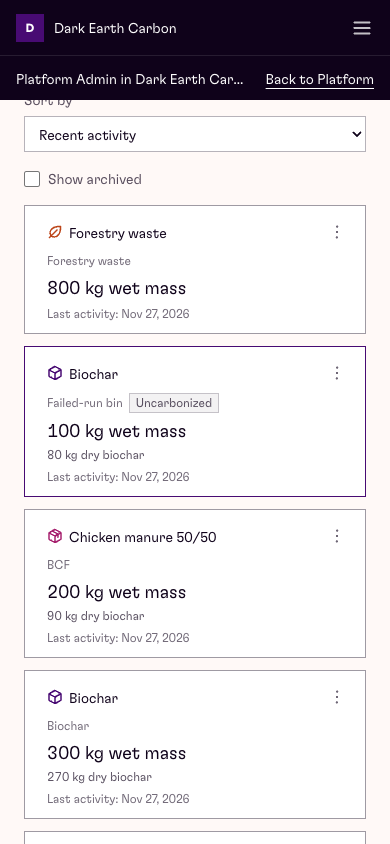 D
Dark Earth Carbon
Platform Admin in Dark Earth Car...
Back to Platform
Sort by
Recent activity
Show archived
Forestry waste
Forestry waste
800 kg wet mass
Last activity: Nov 27, 2026
Biochar
Failed-run bin Uncarbonized
100 kg wet mass
80 kg dry biochar
Last activity: Nov 27, 2026
Chicken manure 50/50
BCF
200 kg wet mass
90 kg dry biochar
Last activity: Nov 27, 2026
Biochar
Biochar
300 kg wet mass
270 kg dry biochar
Last activity: Nov 27, 2026